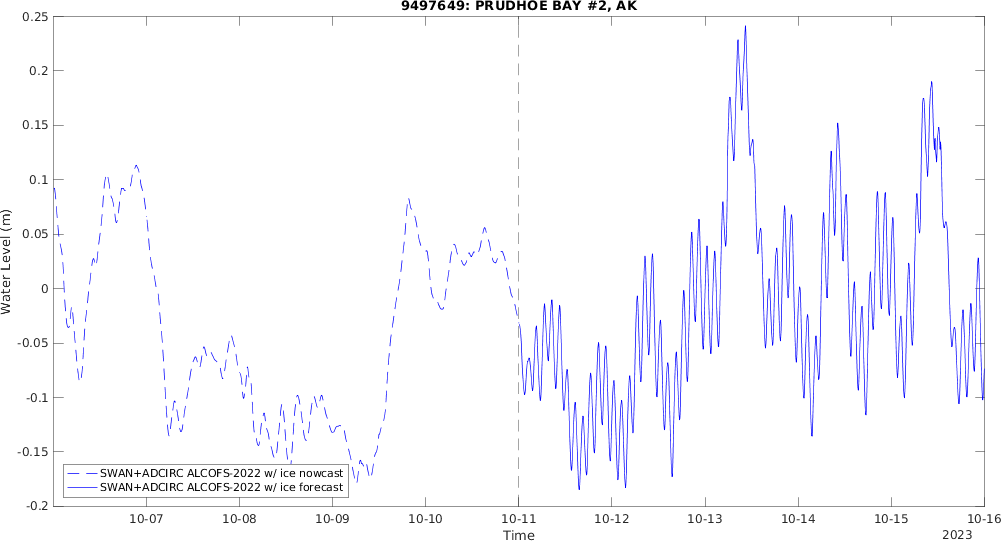 9497649: PRUDHOE BAY #2, AK
0.25
0.2
0.15
0.1
0.05
0
-0.05
-0.1
-0.15
-0.2
Water Level (m)
SWAN+ADCIRC ALCOFS-2022 w/ ice nowcast
SWAN+ADCIRC ALCOFS-2022 w/ ice forecast
10-07 10-08 10-09 10-10 10-11 10-12 10-13 10-14 10-15 10-16
Time
2023